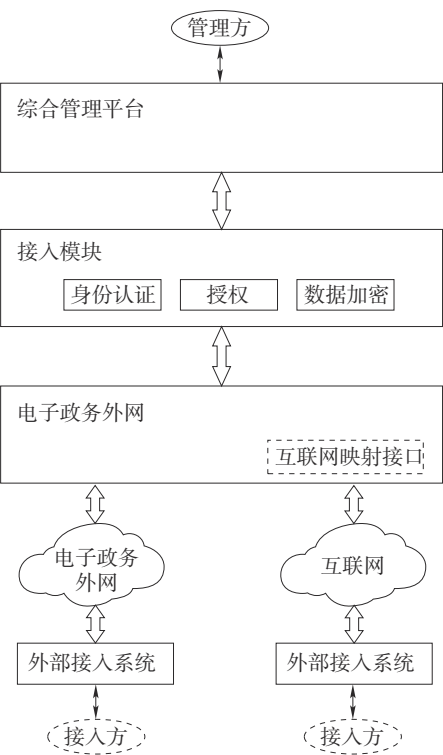 管理方
综合管理平台
接入模块
身份认证 授权 数据加密
电子政务外网
互联网映射接口
电子政务
外网
互联网
外部接入系统 外部接入系统
接入方 接入方